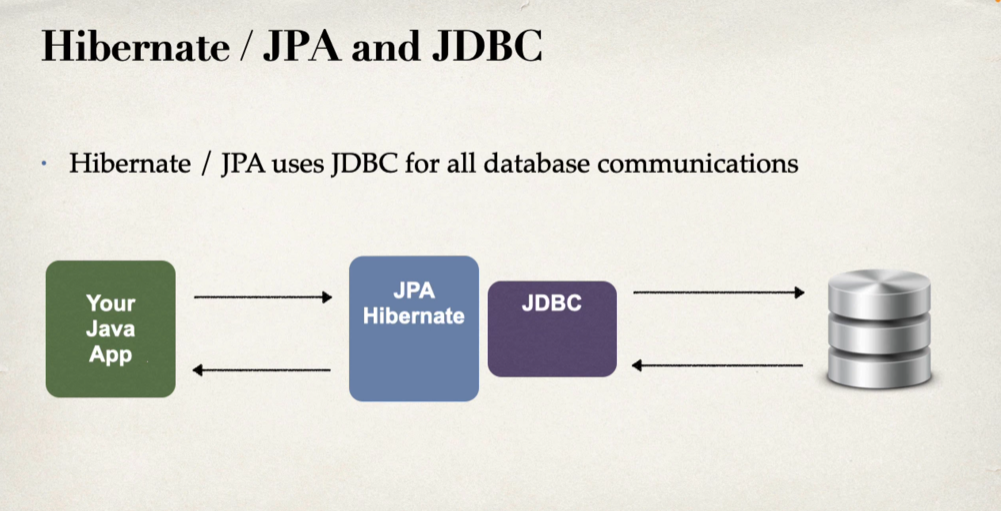 Hibernate / JPA and JDBC
• Hibernate / JPA uses JDBC for all database communications
Your
Java
App
JPA
Hibernate
JDBC